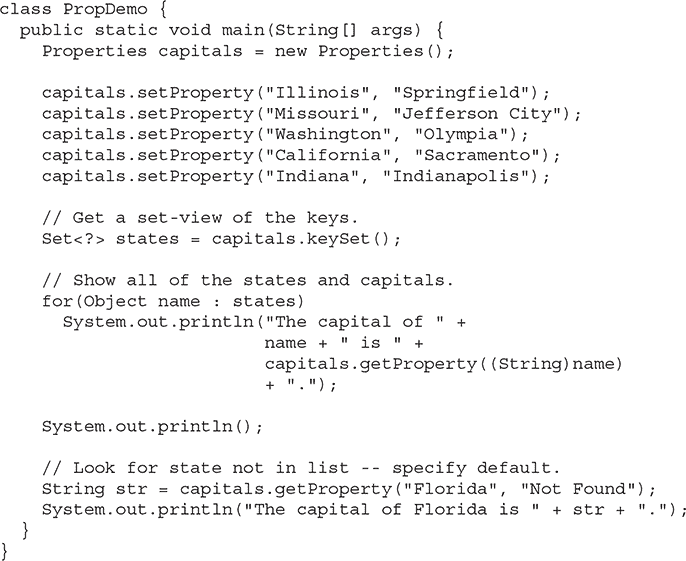 class PropDemo {
  public static void main(String[] args) {
    Properties capitals = new Properties();

    capitals.setProperty("Illinois", "Springfield");
    capitals.setProperty("Missouri", "Jefferson City");
    capitals.setProperty("Washington", "Olympia");
    capitals.setProperty("California", "Sacramento");
    capitals.setProperty("Indiana", "Indianapolis");

    // Get a set-view of the keys.
    Set<?> states = capitals.keySet();

    // Show all of the states and capitals.
    for(Object name : states)
      System.out.println("The capital of " +
                         name + " is " +
                         capitals.getProperty((String)name)
                         + ".");

    System.out.println();

    // Look for state not in list -- specify default.
    String str = capitals.getProperty("Florida", "Not Found");
    System.out.println("The capital of Florida is " + str + ".");
  }
}